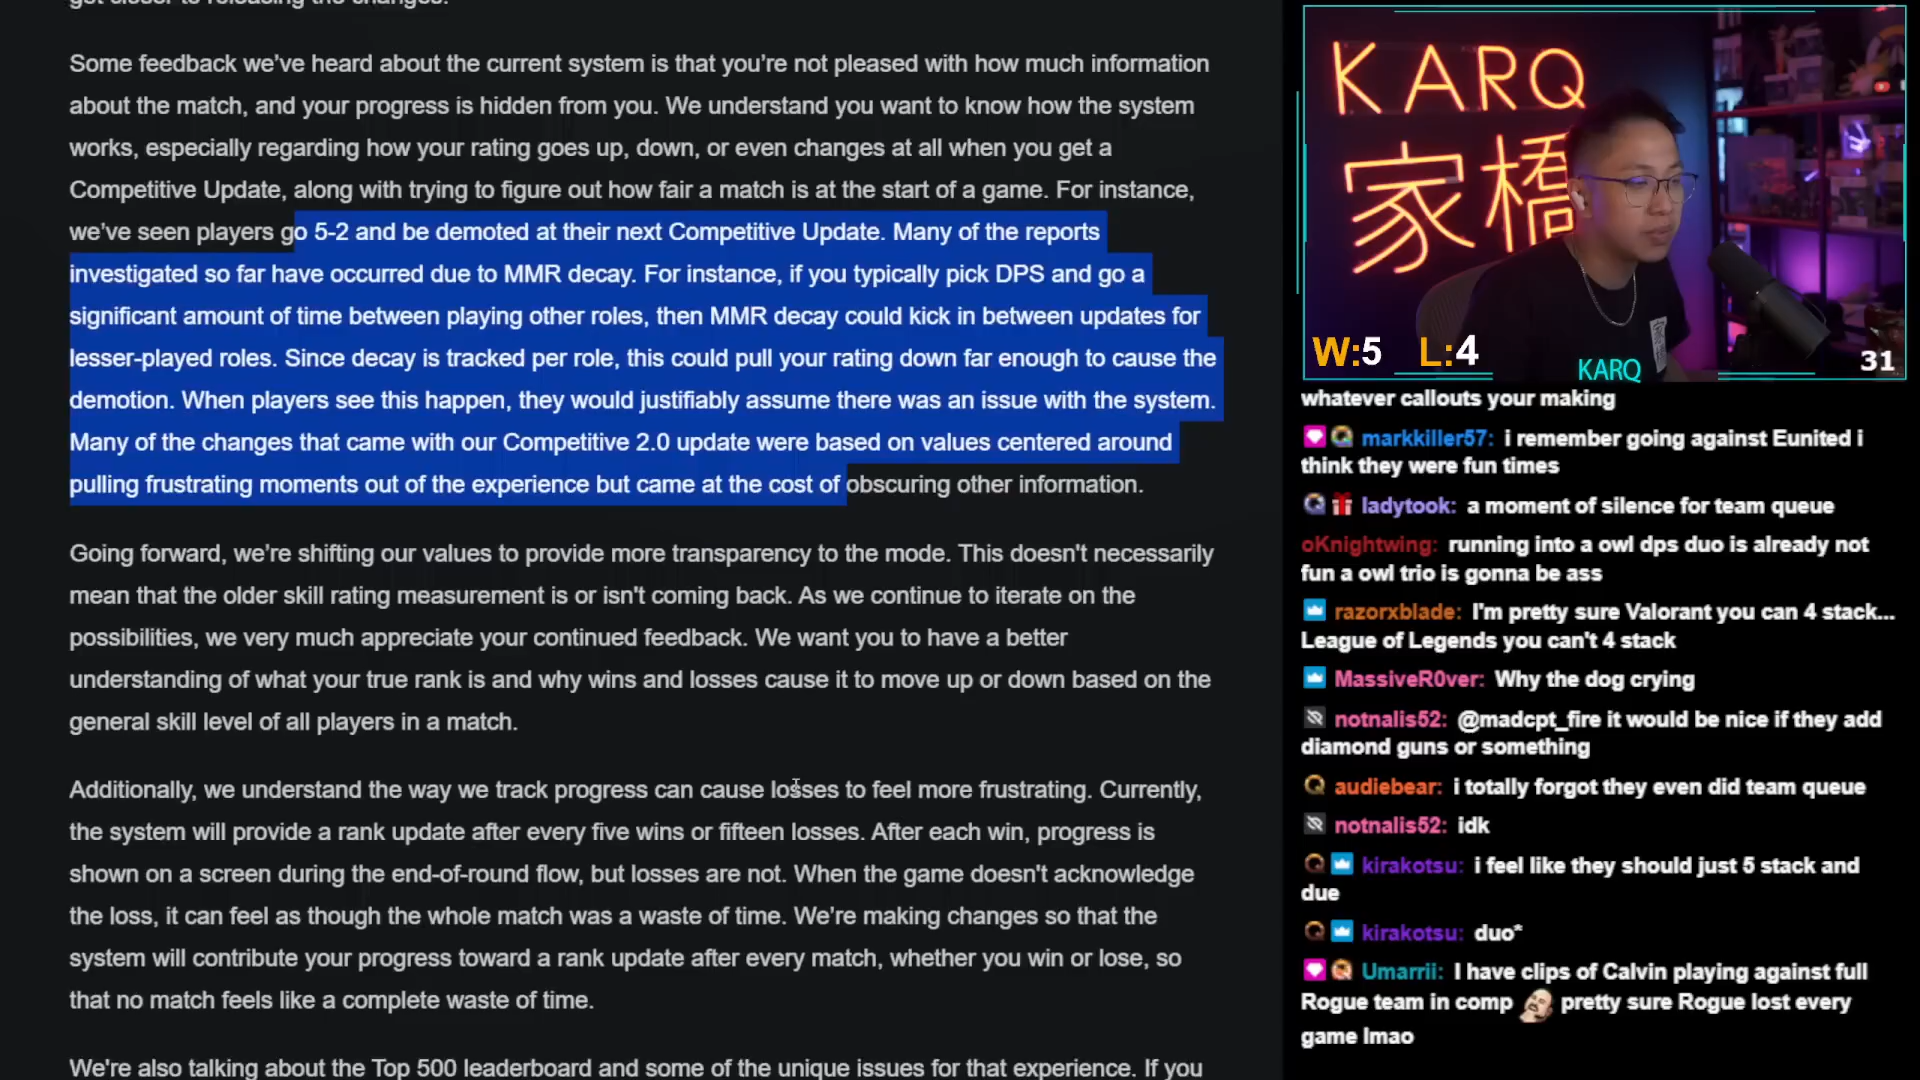 get closer to releasing the changes.
Some feedback we’ve heard about the current system is that you’re not pleased with how much information
about the match, and your progress is hidden from you. We understand you want to know how the system
works, especially regarding how your rating goes up, down, or even changes at all when you get a
Competitive Update, along with trying to figure out how fair a match is at the start of a game. For instance,
we’ve seen players go 5-2 and be demoted at their next Competitive Update. Many of the reports
investigated so far have occurred due to MMR decay. For instance, if you typically pick DPS and go a
significant amount of time between playing other roles, then MMR decay could kick in between updates for
lesser-played roles. Since decay is tracked per role, this could pull your rating down far enough to cause the
demotion. When players see this happen, they would justifiably assume there was an issue with the system.
Many of the changes that came with our Competitive 2.0 update were based on values centered around
pulling frustrating moments out of the experience but came at the cost of obscuring other information.
Going forward, we’re shifting our values to provide more transparency to the mode. This doesn't necessarily
mean that the older skill rating measurement is or isn't coming back. As we continue to iterate on the
possibilities, we very much appreciate your continued feedback. We want you to have a better
understanding of what your true rank is and why wins and losses cause it to move up or down based on the
general skill level of all players in a match.
Additionally, we understand the way we track progress can cause losses to feel more frustrating. Currently,
the system will provide a rank update after every five wins or fifteen losses. After each win, progress is
shown on a screen during the end-of-round flow, but losses are not. When the game doesn't acknowledge
the loss, it can feel as though the whole match was a waste of time. We’re making changes so that the
system will contribute your progress toward a rank update after every match, whether you win or lose, so
that no match feels like a complete waste of time.
We're also talking about the Top 500 leaderboard and some of the unique issues for that experience. If you
KARQ
家橋
W:5 L:4
KARQ
31
whatever callouts your making
markkiller57: i remember going against Eunited i
think they were fun times
ladytook: a moment of silence for team queue
oKnightwing: running into a owl dps duo is already not
fun a owl trio is gonna be ass
razorxblade: I'm pretty sure Valorant you can 4 stack...
League of Legends you can't 4 stack
MassiveR0ver: Why the dog crying
notnalis52: @madcpt_fire it would be nice if they add
diamond guns or something
audiebear: i totally forgot they even did team queue
notnalis52: idk
kirakotsu: i feel like they should just 5 stack and
due
kirakotsu: duo*
Umarrii: I have clips of Calvin playing against full
Rogue team in comp pretty sure Rogue lost every
game lmao